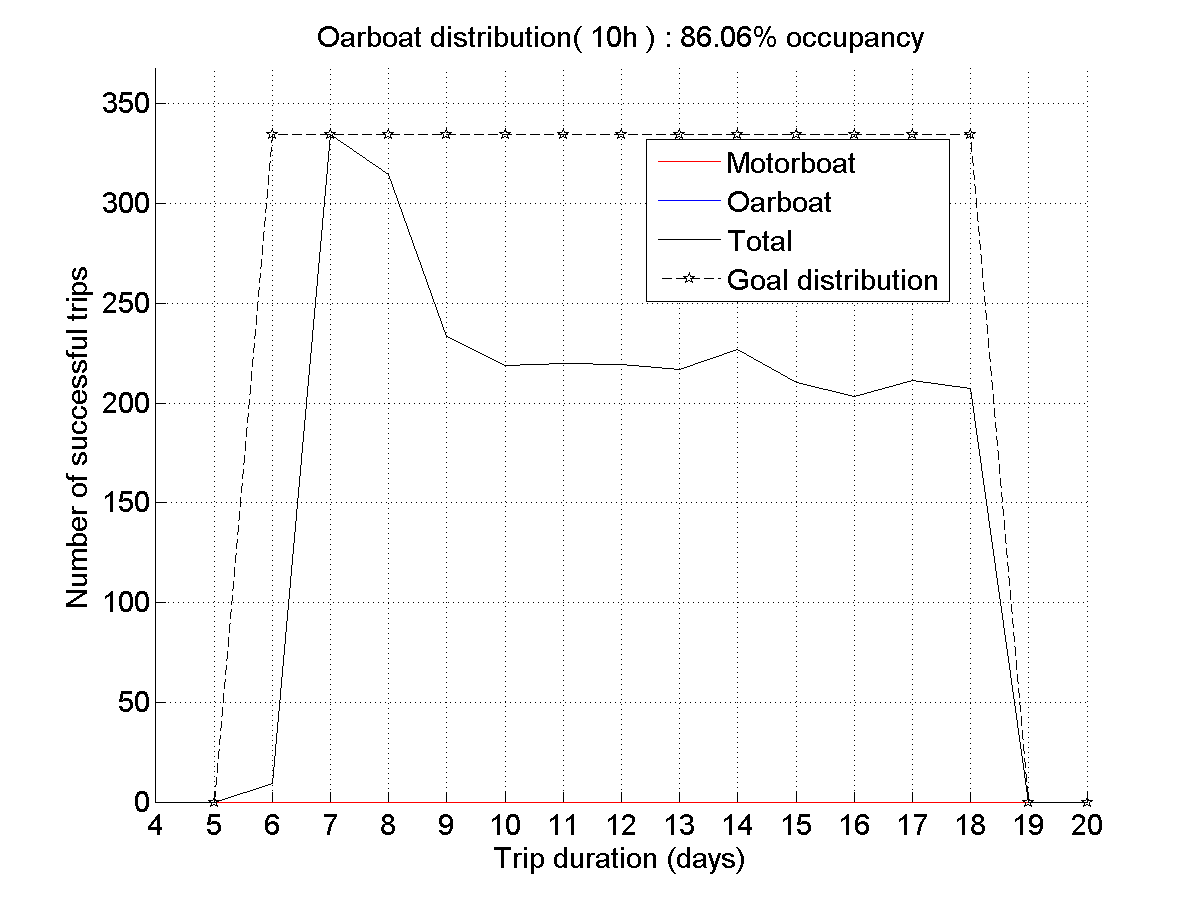 Oarboat distribution( 10h ) : 86.06% occupancy
350
300
250
200
150
100
50
0
Number of successful trips
Motorboat
Oarboat
Total
Goal distribution
4 5 6 7 8 9 10 11 12 13 14 15 16 17 18 19 20
Trip duration (days)